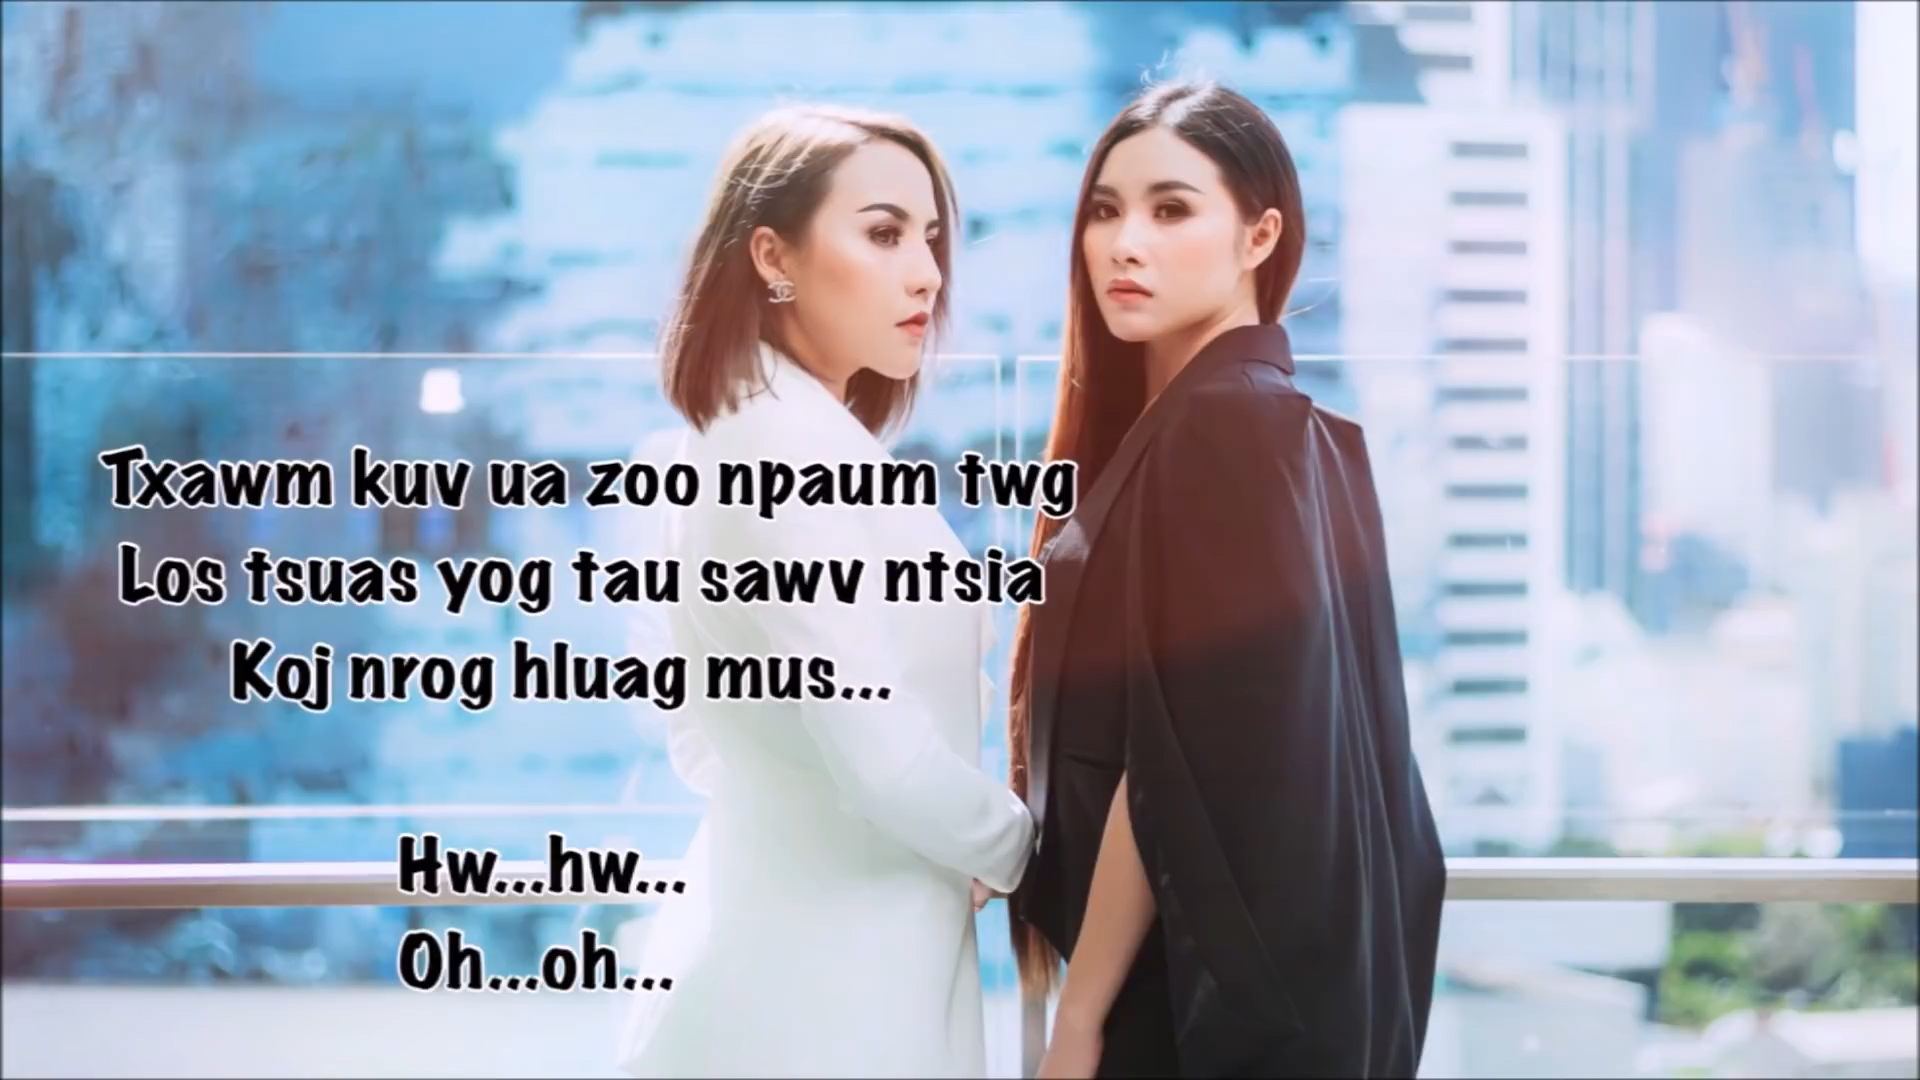 Txawm kuv ua zoo npaum twg
Los tsuas yog tau sawv ntsia
Koj nrog hluag mus...
Hw...hw...
Oh...oh...